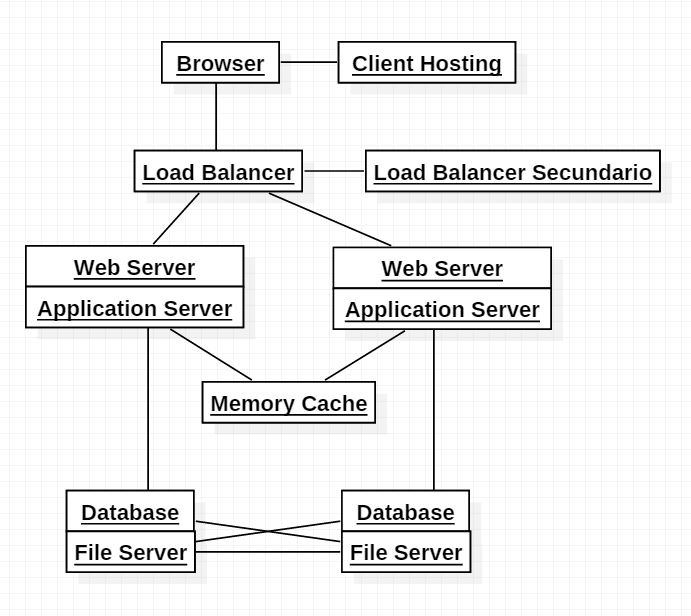 Browser
Client Hosting
Load Balancer
Load Balancer Secundario
Web Server
Application Server
Web Server
Application Server
Memory Cache
Database
File Server
Database
File Server